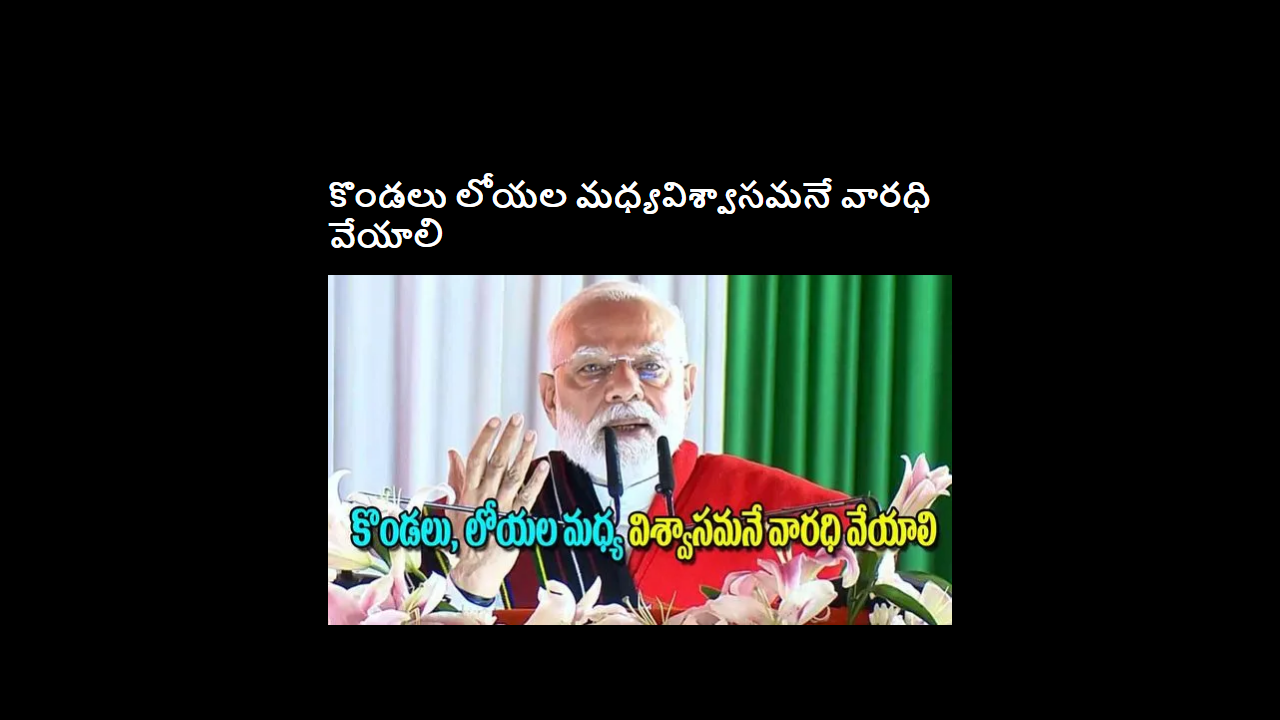 కొండలు లోయల మధ్యవిశ్వాసమనే వారధి
వేయాలి
కొండలు, లోయల మధ్య విశ్వాసమనే వారధి వేయాలి